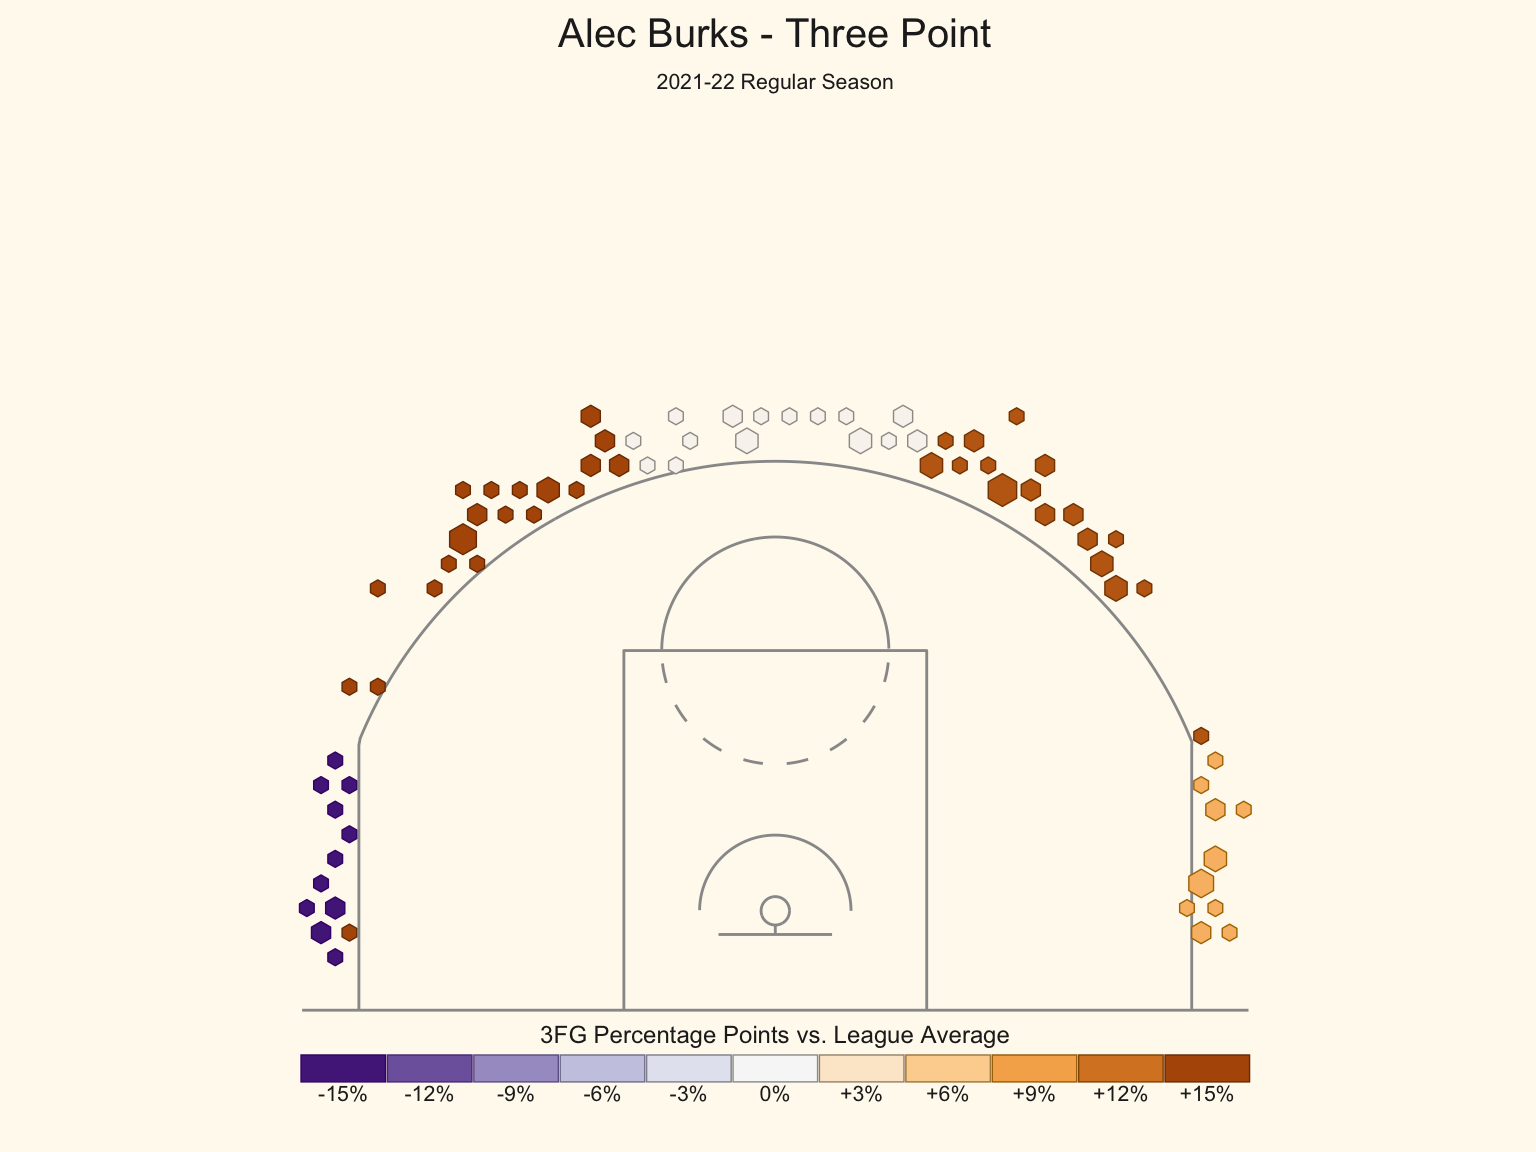 Alec Burks - Three Point
2021-22 Regular Season
3FG Percentage Points vs. League Average
-15% -12% -9% -6% -3% 0% +3% +6% +9% +12% +15%